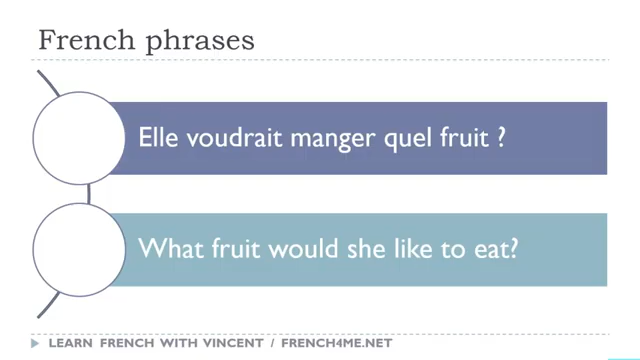 French phrases
Elle voudrait manger quel fruit ?
What fruit would she like to eat?
LEARN FRENCH WITH VINCENT / FRENCH4ME.NET